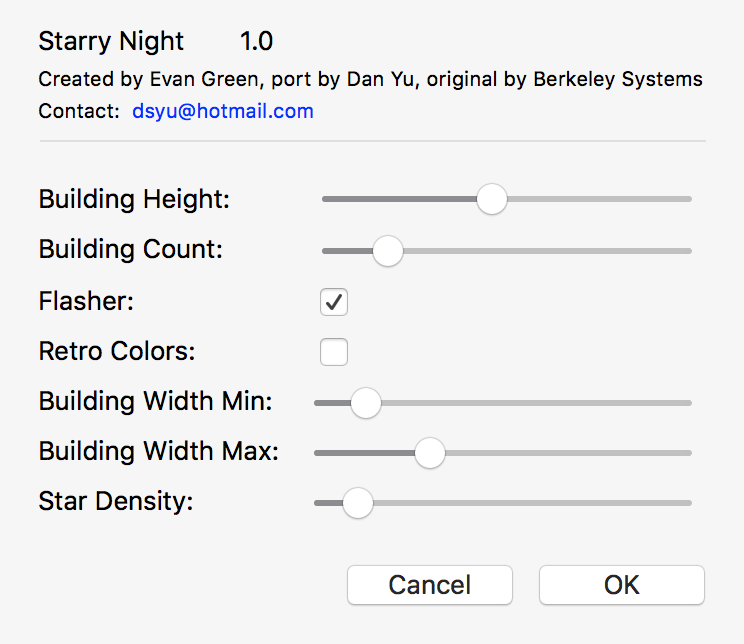 Starry Night 1.0
Created by Evan Green, port by Dan Yu, original by Berkeley Systems
Contact: dsyu@hotmail.com
Building Height:
Building Count:
Flasher:
Retro Colors:
Building Width Min:
Building Width Max:
Star Density:
Cancel OK